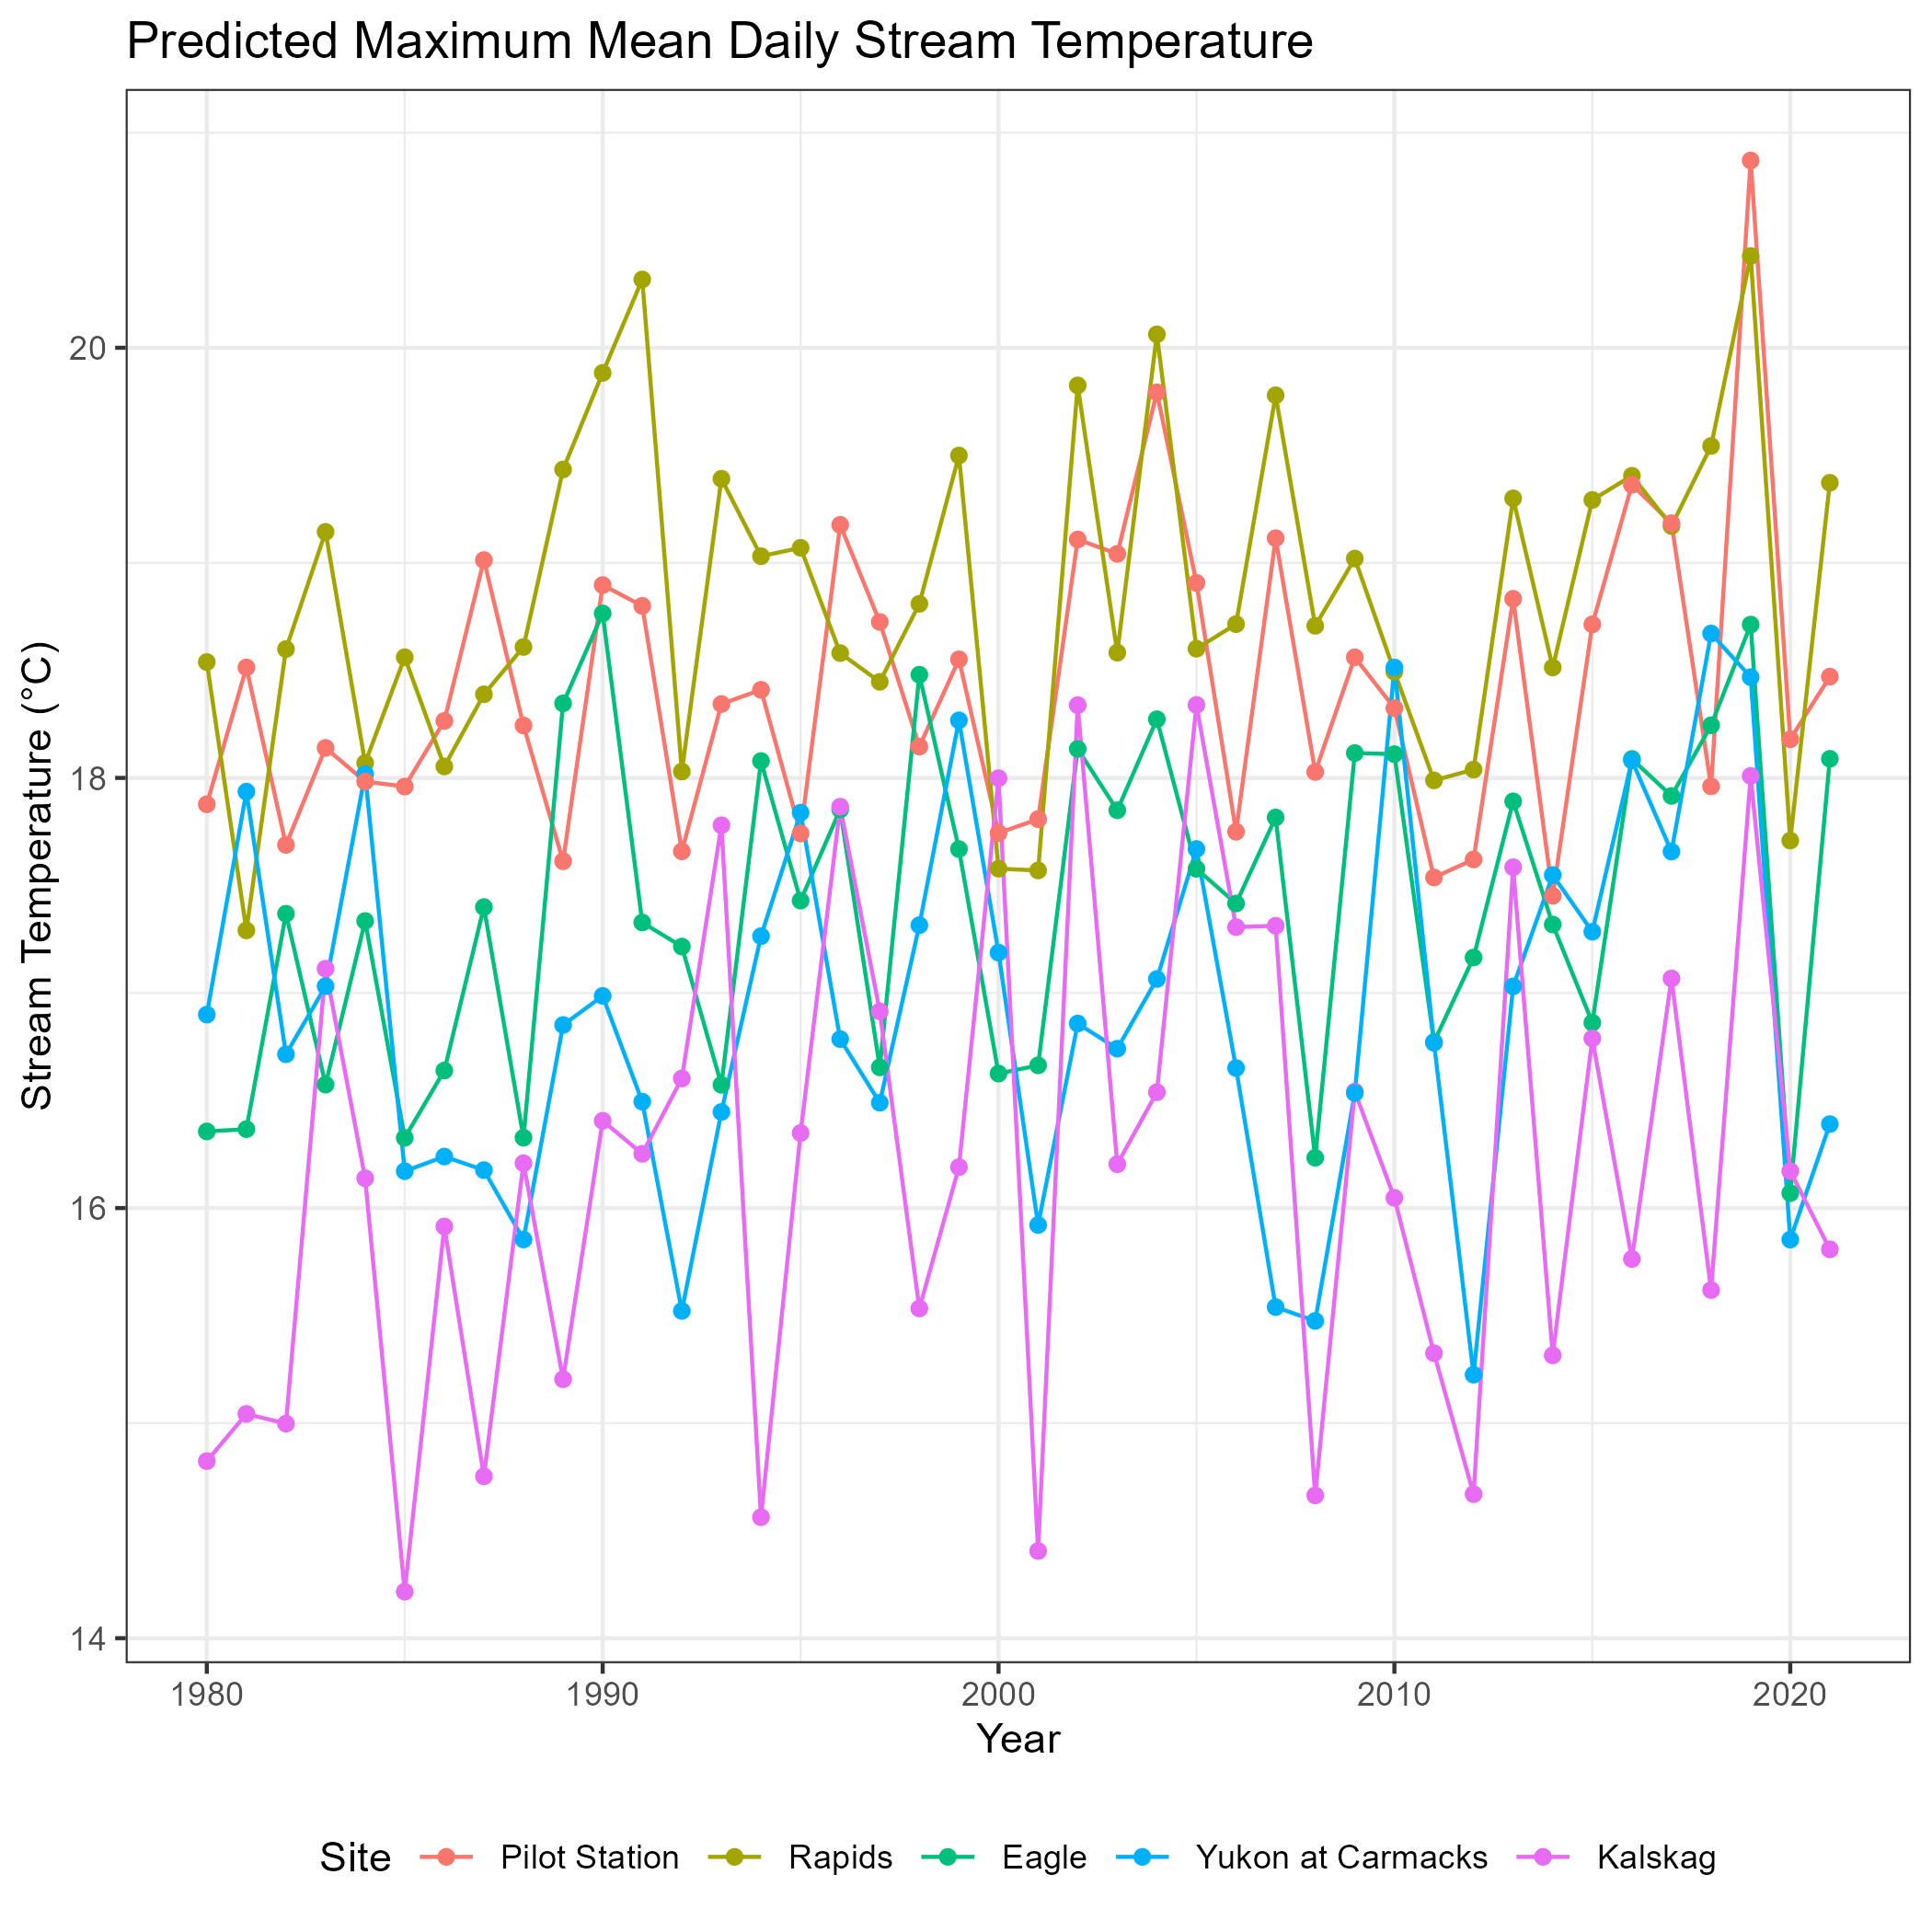 Predicted Maximum Mean Daily Stream Temperature
Stream Temperature (°C)
20
18
16
14
1980 1990 2000 2010 2020
Year
Site Pilot Station Rapids Eagle Yukon at Carmacks Kalskag